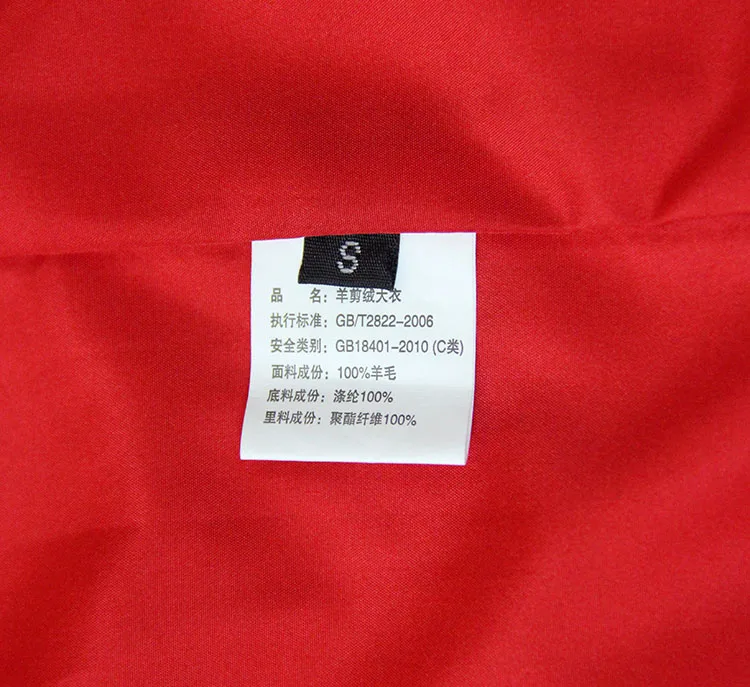 S
品 名：羊剪绒大衣
执行标准：GB/T2822-2006
安全类别：GB18401-2010 (C类)
面料成份：100%羊毛
底料成份：涤纶100%
里料成份：聚酯纤维100%